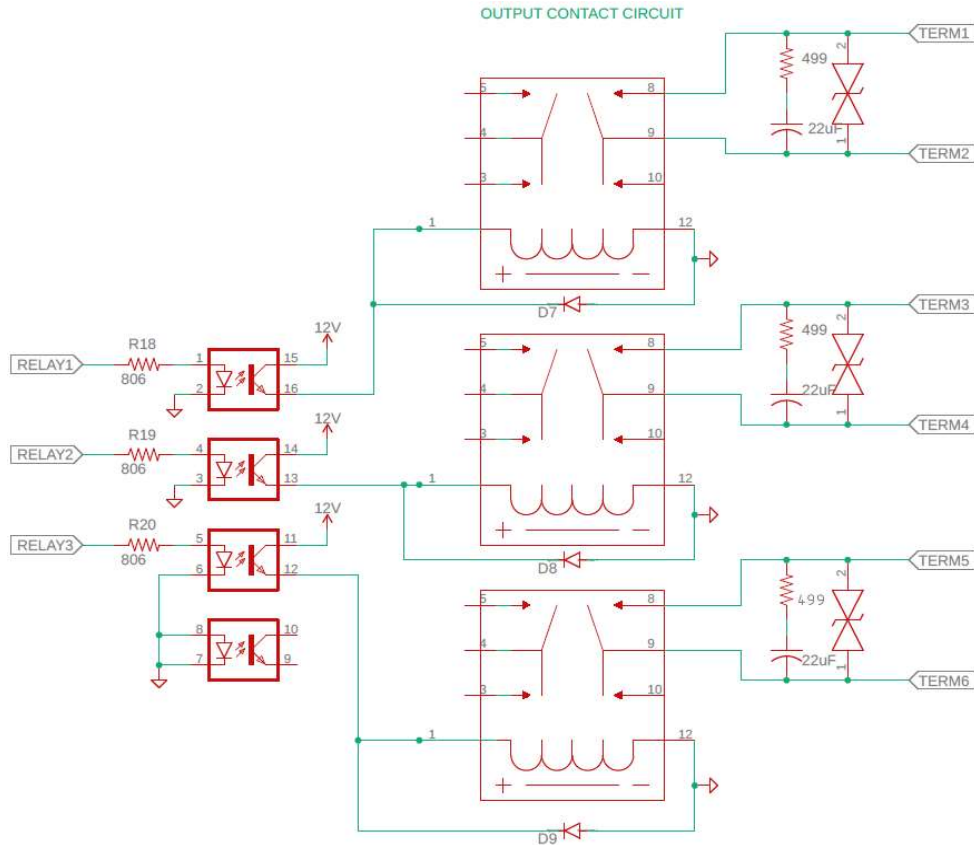 OUTPUT CONTACT CIRCUIT
TERM1
2
499
5
8
22uF
4
9
1
TERM2
3
10
1
12
+
−
D7
TERM3
12V
2
R18
499
RELAY1
1
15
5
8
806
2
16
4
9
22uF
1
12V
TERM4
R19
3
10
RELAY2
4
14
806
3
13
1
12
12V
+
−
R20
RELAY3
5
11
D8
TERM5
806
6
12
2
5
8
499
8
10
4
9
22uF
7
9
1
TERM6
3
10
1
12
+
−
D9